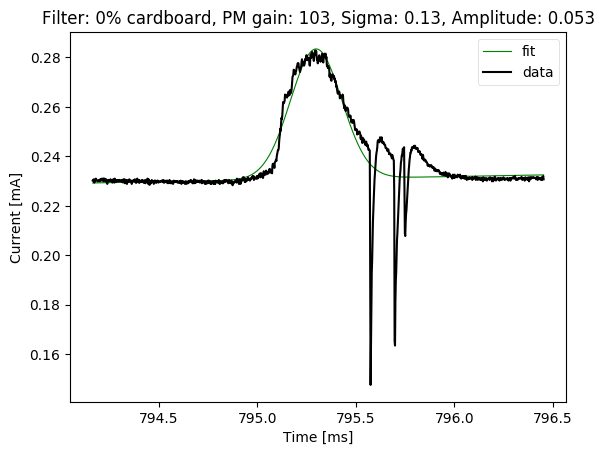 Filter: 0% cardboard, PM gain: 103, Sigma: 0.13, Amplitude: 0.053
fit
data
0.28
0.26
0.24
0.22
0.20
0.18
0.16
Current [mA]
794.5
795.0
795.5
796.0
796.5
Time [ms]